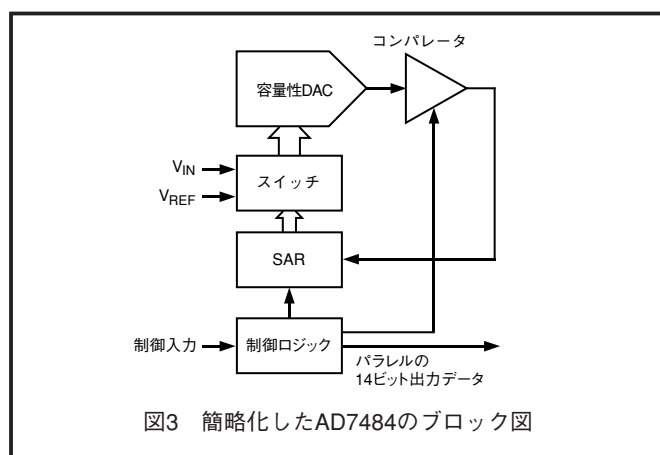 コンパレータ
容量性DAC
VIN
スイッチ
VREF
SAR
制御入力
制御ロジック
パラレルの
14ビット出力データ
図3 簡略化したAD7484のブロック図